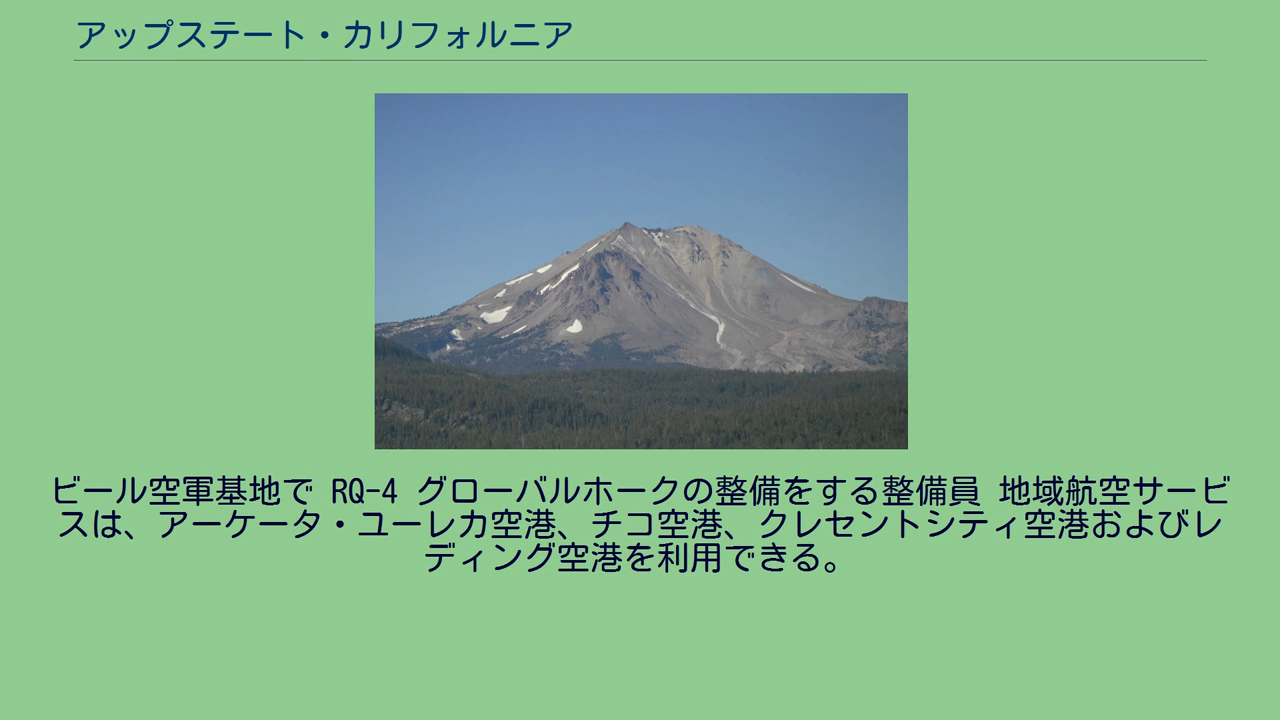 アップステート・カリフォルニア
ビール空軍基地で RQ-4 グローバルホークの整備をする整備員 地域航空サービ
スは、アーケータ・ユーレカ空港、チコ空港、クレセントシティ空港およびレ
ディング空港を利用できる。